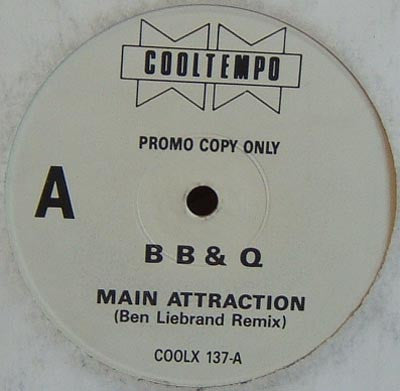 COOLTEMPO
PROMO COPY ONLY
A
B B & Q
MAIN ATTRACTION
(Ben Liebrand Remix)
COOLX 137-A